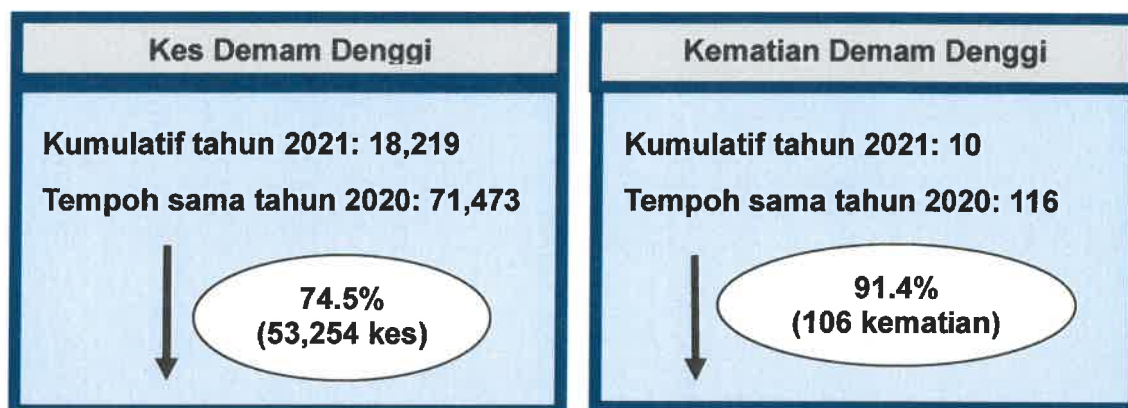 Kes Demam Denggi
Kumulatif tahun 2021: 18,219
Tempoh sama tahun 2020: 71,473
74.5%
(53,254 kes)
Kematian Demam Denggi
Kumulatif tahun 2021: 10
Tempoh sama tahun 2020: 116
91.4%
(106 kematian)